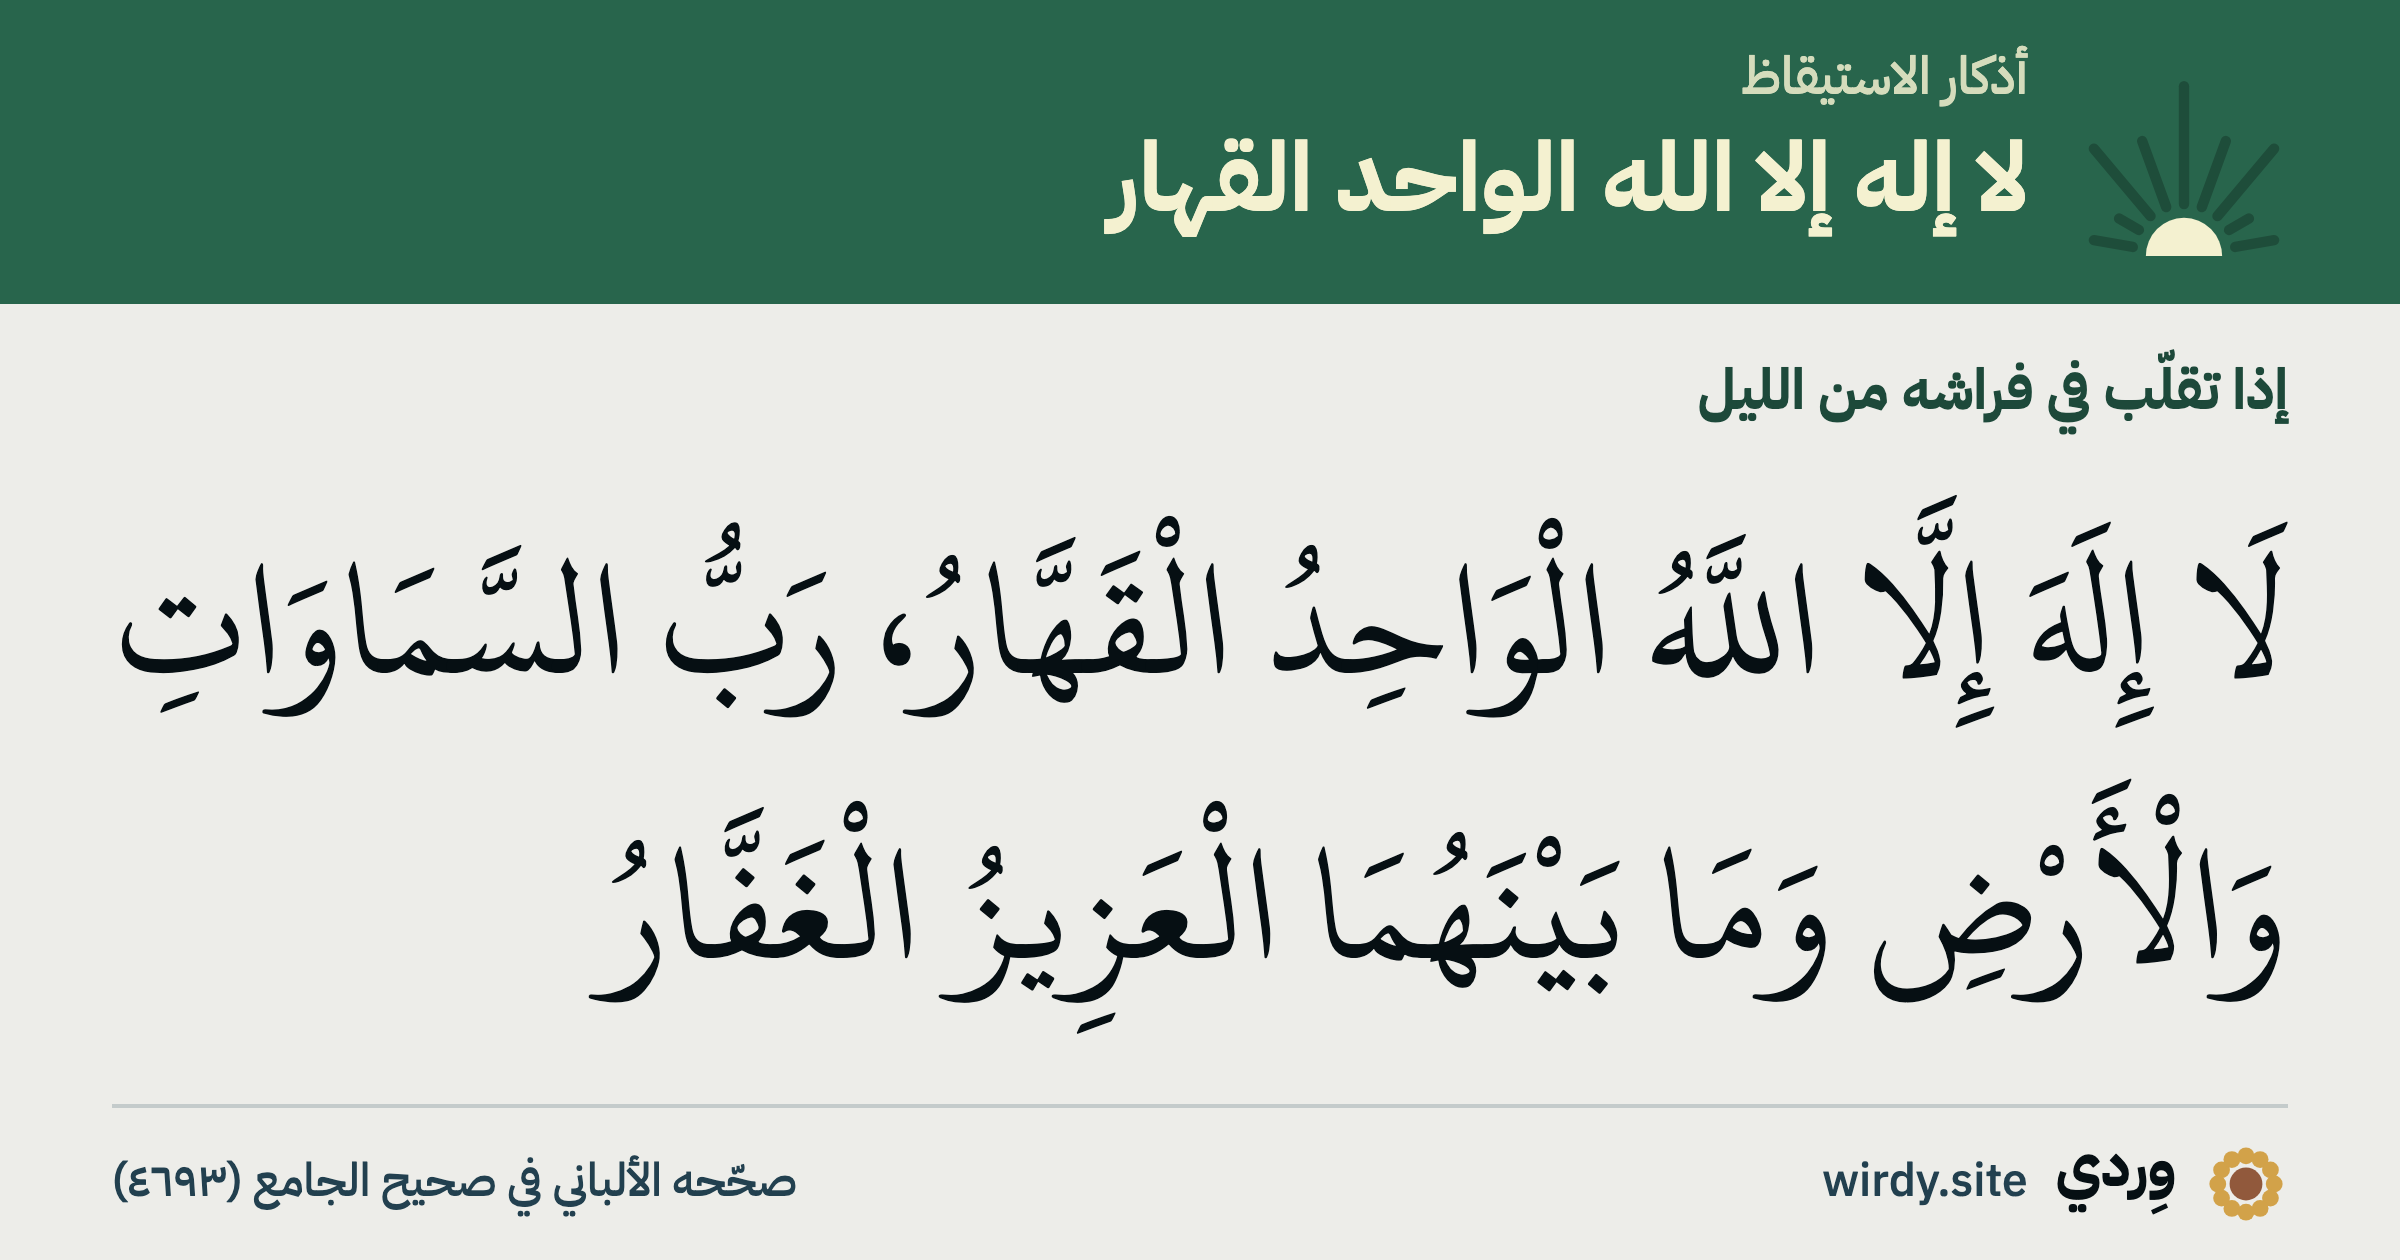 أذكار الاستيقاظ
لا إله إلا الله الواحد القهار
إذا تقلّب في فراشه من الليل
لَا إِلَهَ إِلَّا اللَّهُ الْوَاحِدُ الْقَهَّارُ، رَبُّ السَّمَاوَاتِ
وَالْأَرْضِ وَمَا بَيْنَهُمَا الْعَزِيزُ الْغَفَّارُ
وِردي wirdy.site
صحّحه الألباني في صحيح الجامع (٤٦٩٣)